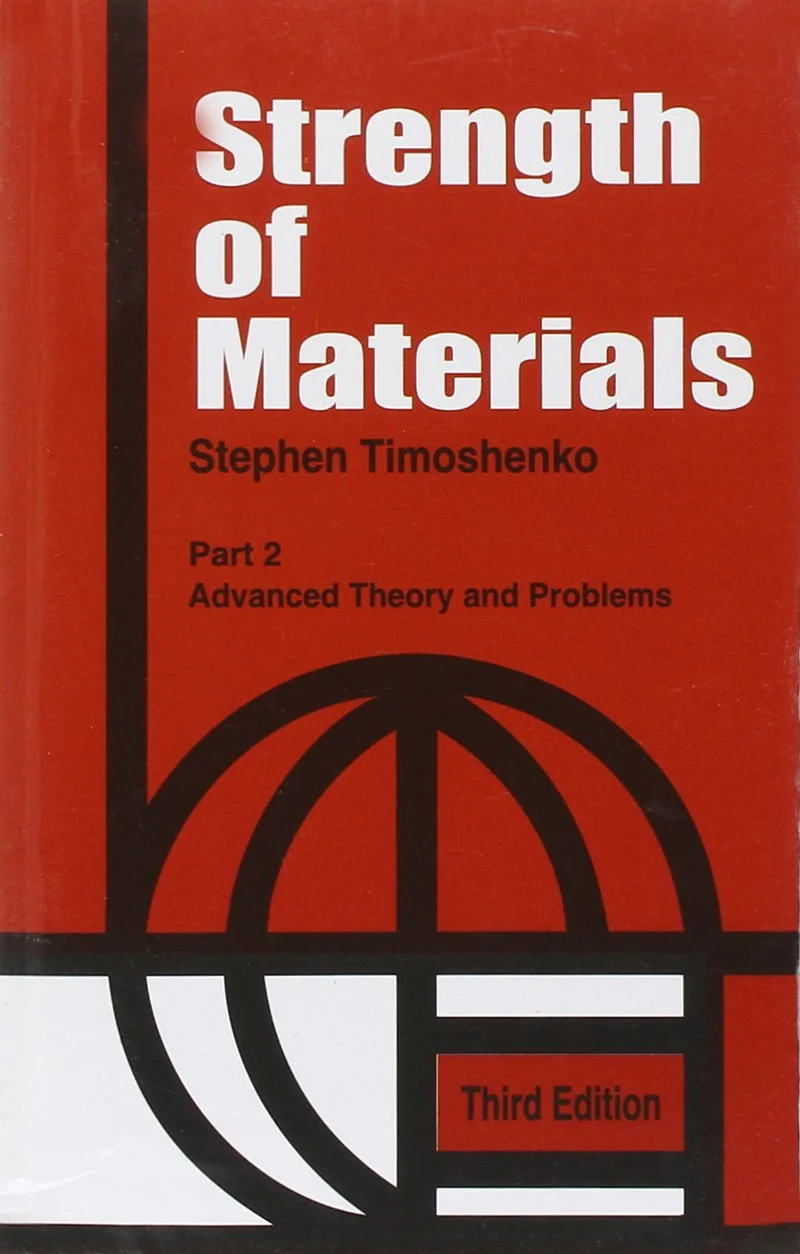 Strength
of
Materials
Stephen Timoshenko
Part 2
Advanced Theory and Problems
Third Edition